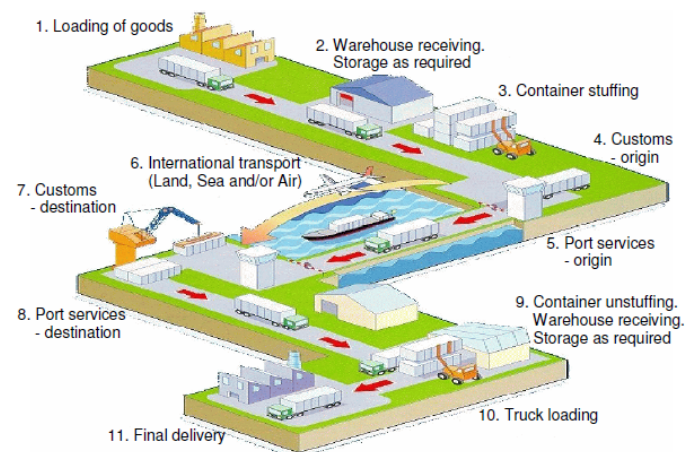 1. Loading of goods
2. Warehouse receiving.
Storage as required
3. Container stuffing
4. Customs
- origin
5. Port services
- origin
6. International transport
(Land, Sea and/or Air)
7. Customs
- destination
8. Port services
- destination
9. Container unstuffing.
Warehouse receiving.
Storage as required
10. Truck loading
11. Final delivery